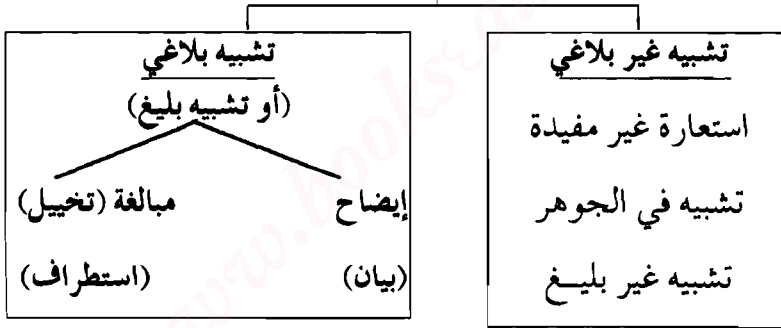 تشبيه غير بلاغي
استعارة غير مفيدة
تشبيه في الجوهر
تشبيه غير بليـغ
تشبيه بلاغي
(أو تشبيه بليغ)
إيضاح
مبالغة (تخييل)
(بيان)
(استطراف)